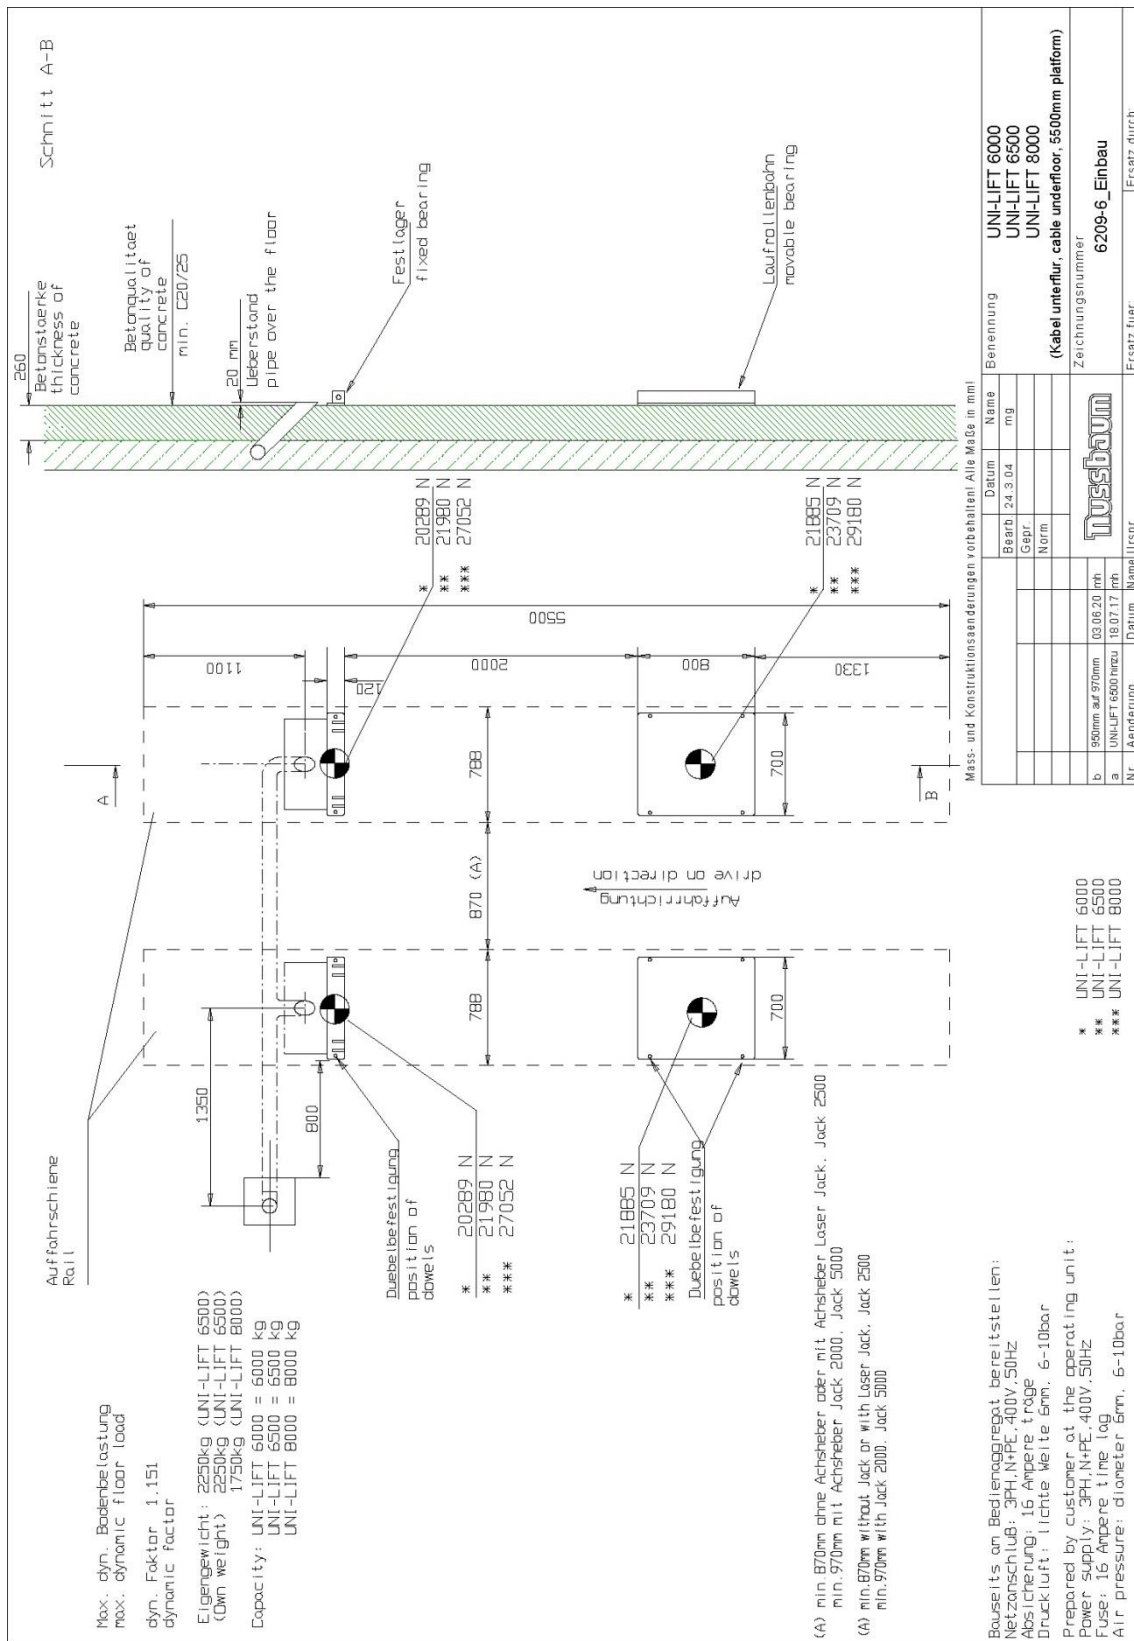 Schnitt A-B
260
Betonstaerke
thickness of
concrete
Betonqualitaet
quality of
concrete
min. C20/25
20 mm
Ueberstand
pipe over the floor
Festlager
fixed bearing
Laufrollenbahn
movable bearing
Auffahrschiene
Rail
A
1100
5500
120
2000
800
1330
1350
800
788
870 (A)
788
700
700
B
Auffahrrichtung
drive on direction
* 20289 N
** 21980 N
*** 27052 N
* 21885 N
** 23709 N
*** 29180 N
Duebelbefestigung
position of
dowels
* 20289 N
** 21980 N
*** 27052 N
* 21885 N
** 23709 N
*** 29180 N
Duebelbefestigung
position of
dowels
Max. dyn. Bodenbelastung
max. dynamic floor load
dyn. Faktor 1.151
dynamic factor
Eigengewicht: 2250kg (UNI-LIFT 6500)
(Own weight) 2250kg (UNI-LIFT 6500)
1750kg (UNI-LIFT 8000)
Capacity: UNI-LIFT 6000 = 6000 kg
UNI-LIFT 6500 = 6500 kg
UNI-LIFT 8000 = 8000 kg
(A) min.870mm ohne Achsheber oder mit Achsheber Laser Jack, Jack 2500
min.970mm mit Achsheber Jack 2000, Jack 5000
(A) min.870mm without Jack or with Laser Jack, Jack 2500
min.970mm with Jack 2000, Jack 5000
Bauseits am Bedienaggregat bereitstellen:
Netzanschluß: 3PH,N+PE,400V,50HZ
Absicherung: 16 Ampere träge
Druckluft: lichte Weite 6mm, 6-10bar
Prepared by customer at the operating unit:
Power supply: 3PH,N+PE,400V,50HZ
Fuse: 16 Ampere time lag
Air pressure: diameter 6mm, 6-10bar
* UNI-LIFT 6000
** UNI-LIFT 6500
*** UNI-LIFT 8000
Mass- und Konstruktionsaenderungen vorbehalten! Alle Maße in mm!
Datum Name
Bearb. 24.3.04 mg
Gepr.
Norm
Benennung
UNI-LIFT 6000
UNI-LIFT 6500
UNI-LIFT 8000
(Kabel unterflur, cable underfloor, 5500mm platform)
nussbaum
Zeichnungsnummer
6209-6_Einbau
b 950mm auf 970mm 03.06.20 mh
a UNI-LIFT 6500 hinzu 18.07.17 mh
Nr. Aenderung Datum Name Urspr.
Ersatz fuer:
Ersatz durch: